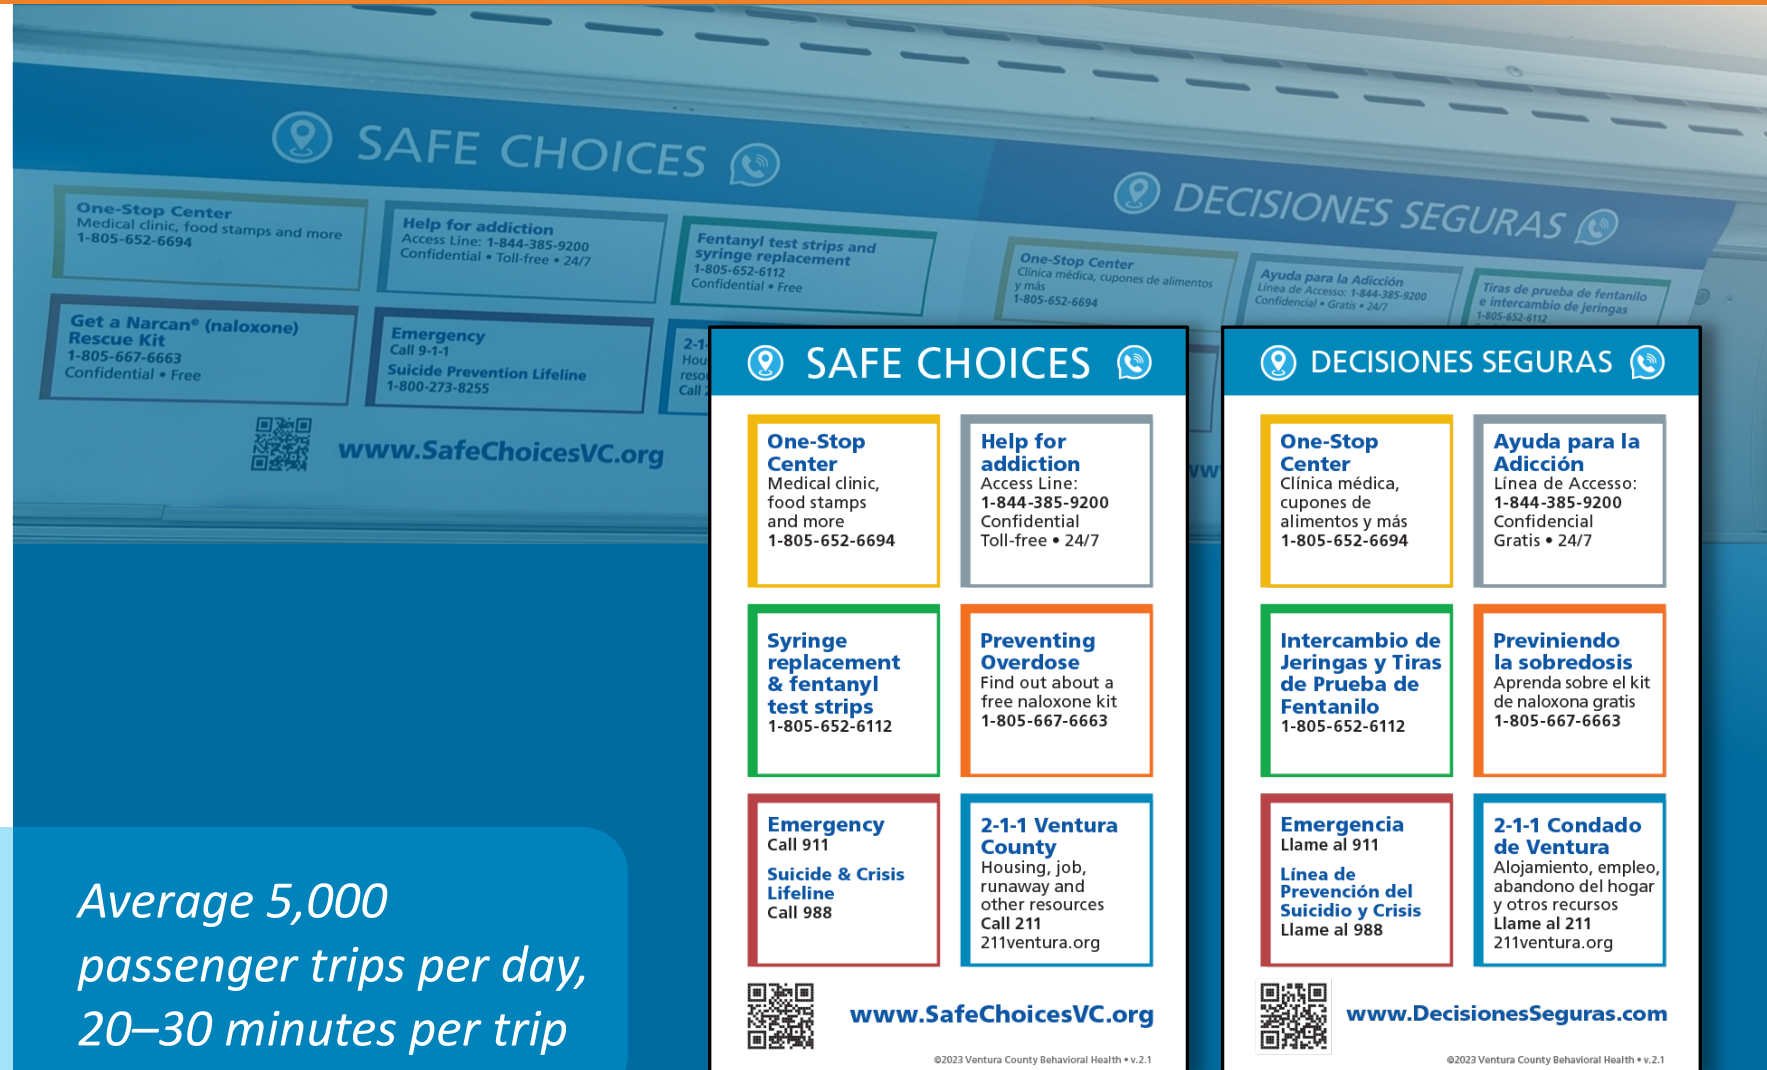 SAFE CHOICES
One-Stop Center
Medical clinic, food stamps and more
1-805-652-6694
Help for addiction
Access Line: 1-844-385-9200
Confidential • Toll-free • 24/7
Fentanyl test strips and
syringe replacement
1-805-652-6112
Confidential • Free
Get a Narcan® (naloxone)
Rescue Kit
1-805-667-6663
Confidential • Free
Emergency
Call 9-1-1
Suicide Prevention Lifeline
1-800-273-8255
2-1-
Hou
reso
Call
www.SafeChoicesVC.org
DECISIONES SEGURAS
One-Stop Center
Clínica médica, cupones de alimentos
y más
1-805-652-6694
Ayuda para la Adicción
Línea de Accesso: 1-844-385-9200
Confidencial • Gratis • 24/7
Tiras de prueba de fentanilo
e intercambio de jeringas
1-805-652-6112
SAFE CHOICES
One-Stop
Center
Medical clinic,
food stamps
and more
1-805-652-6694
Help for
addiction
Access Line:
1-844-385-9200
Confidential
Toll-free • 24/7
Syringe
replacement
& fentanyl
test strips
1-805-652-6112
Preventing
Overdose
Find out about a
free naloxone kit
1-805-667-6663
Emergency
Call 911
Suicide & Crisis
Lifeline
Call 988
2-1-1 Ventura
County
Housing, job,
runaway and
other resources
Call 211
211ventura.org
www.SafeChoicesVC.org
©2023 Ventura County Behavioral Health • v.2.1
DECISIONES SEGURAS
One-Stop
Center
Clínica médica,
cupones de
alimentos y más
1-805-652-6694
Ayuda para la
Adicción
Línea de Accesso:
1-844-385-9200
Confidencial
Gratis • 24/7
Intercambio de
Jeringas y Tiras
de Prueba de
Fentanilo
1-805-652-6112
Previniendo
la sobredosis
Aprenda sobre el kit
de naloxona gratis
1-805-667-6663
Emergencia
Llame al 911
Línea de
Prevención del
Suicidio y Crisis
Llame al 988
2-1-1 Condado
de Ventura
Alojamiento, empleo,
abandono del hogar
y otros recursos
Llame al 211
211ventura.org
www.DecisionesSeguras.com
©2023 Ventura County Behavioral Health • v.2.1
Average 5,000
passenger trips per day,
20–30 minutes per trip